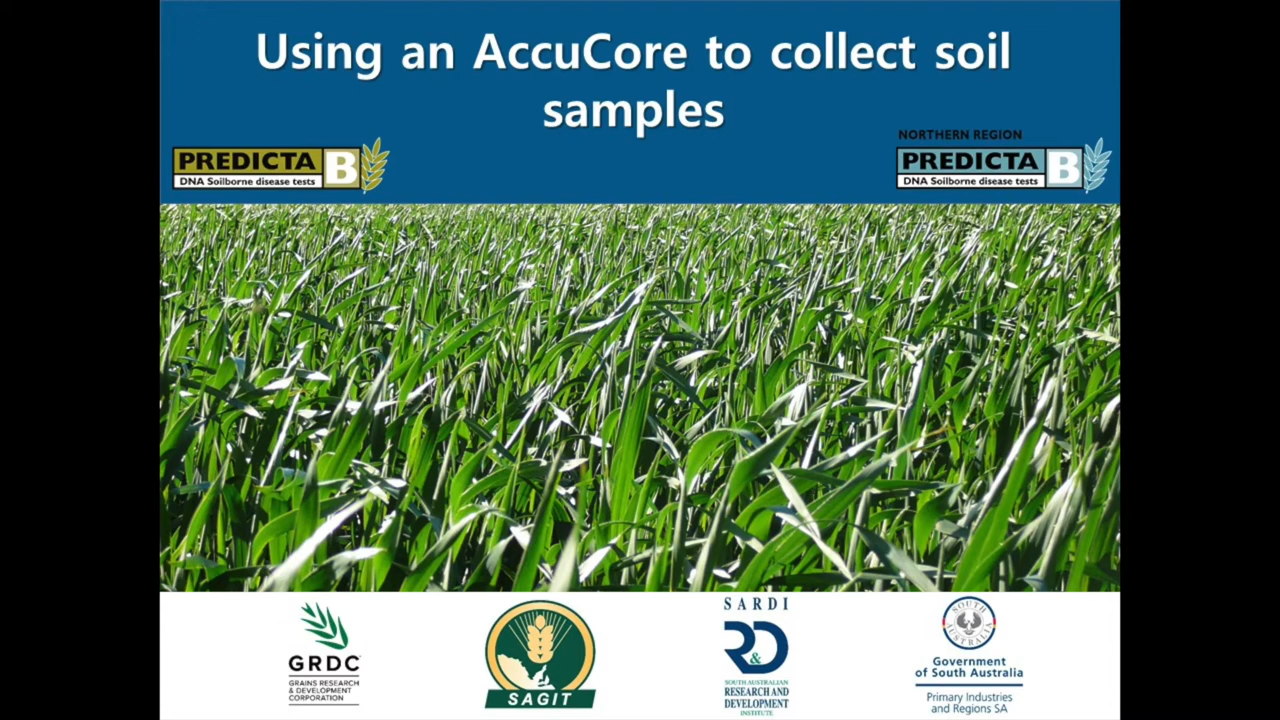 Using an AccuCore to collect soil
samples
NORTHERN REGION
PREDICTA B
DNA Soilborne disease tests
PREDICTA B
DNA Soilborne disease tests
GRDC
GRAINS RESEARCH
& DEVELOPMENT
CORPORATION
SAGIT
SARDI
R&D
SOUTH AUSTRALIAN
RESEARCH AND
DEVELOPMENT
INSTITUTE
SOUTH AUSTRALIA
Government
of South Australia
Primary Industries
and Regions SA